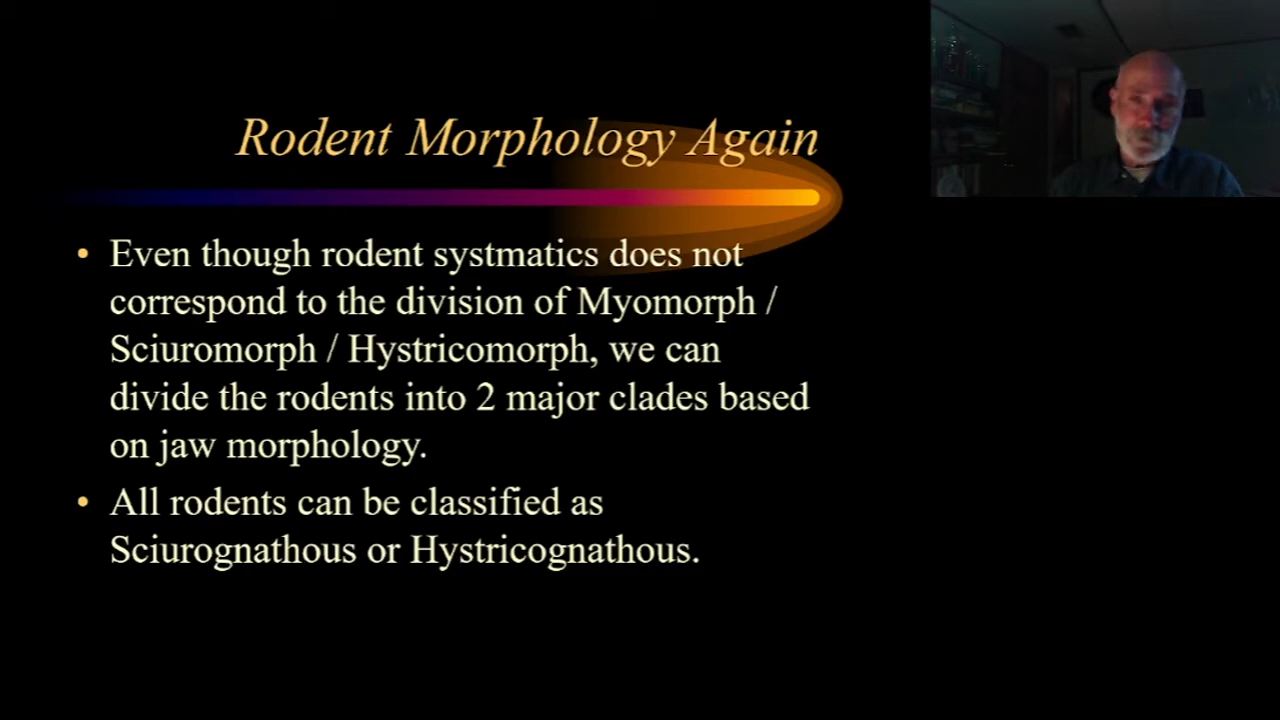 Rodent Morphology Again
• Even though rodent systmatics does not
correspond to the division of Myomorph /
Sciuromorph / Hystricomorph, we can
divide the rodents into 2 major clades based
on jaw morphology.
• All rodents can be classified as
Sciurognathous or Hystricognathous.